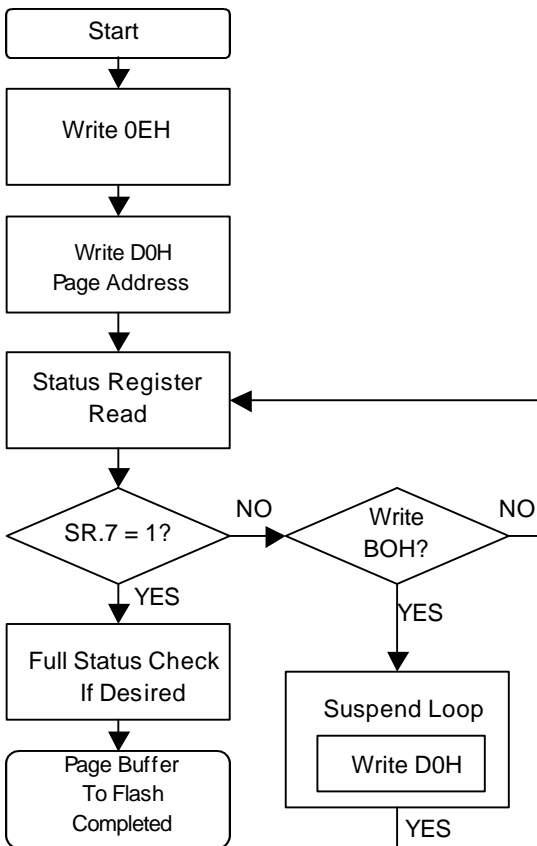 Start
Write 0EH
Write D0H
Page Address
Status Register
Read
SR.7 = 1?
NO
Write
BOH?
NO
YES
YES
Full Status Check
If Desired
Suspend Loop
Write D0H
Page Buffer
To Flash
Completed
YES